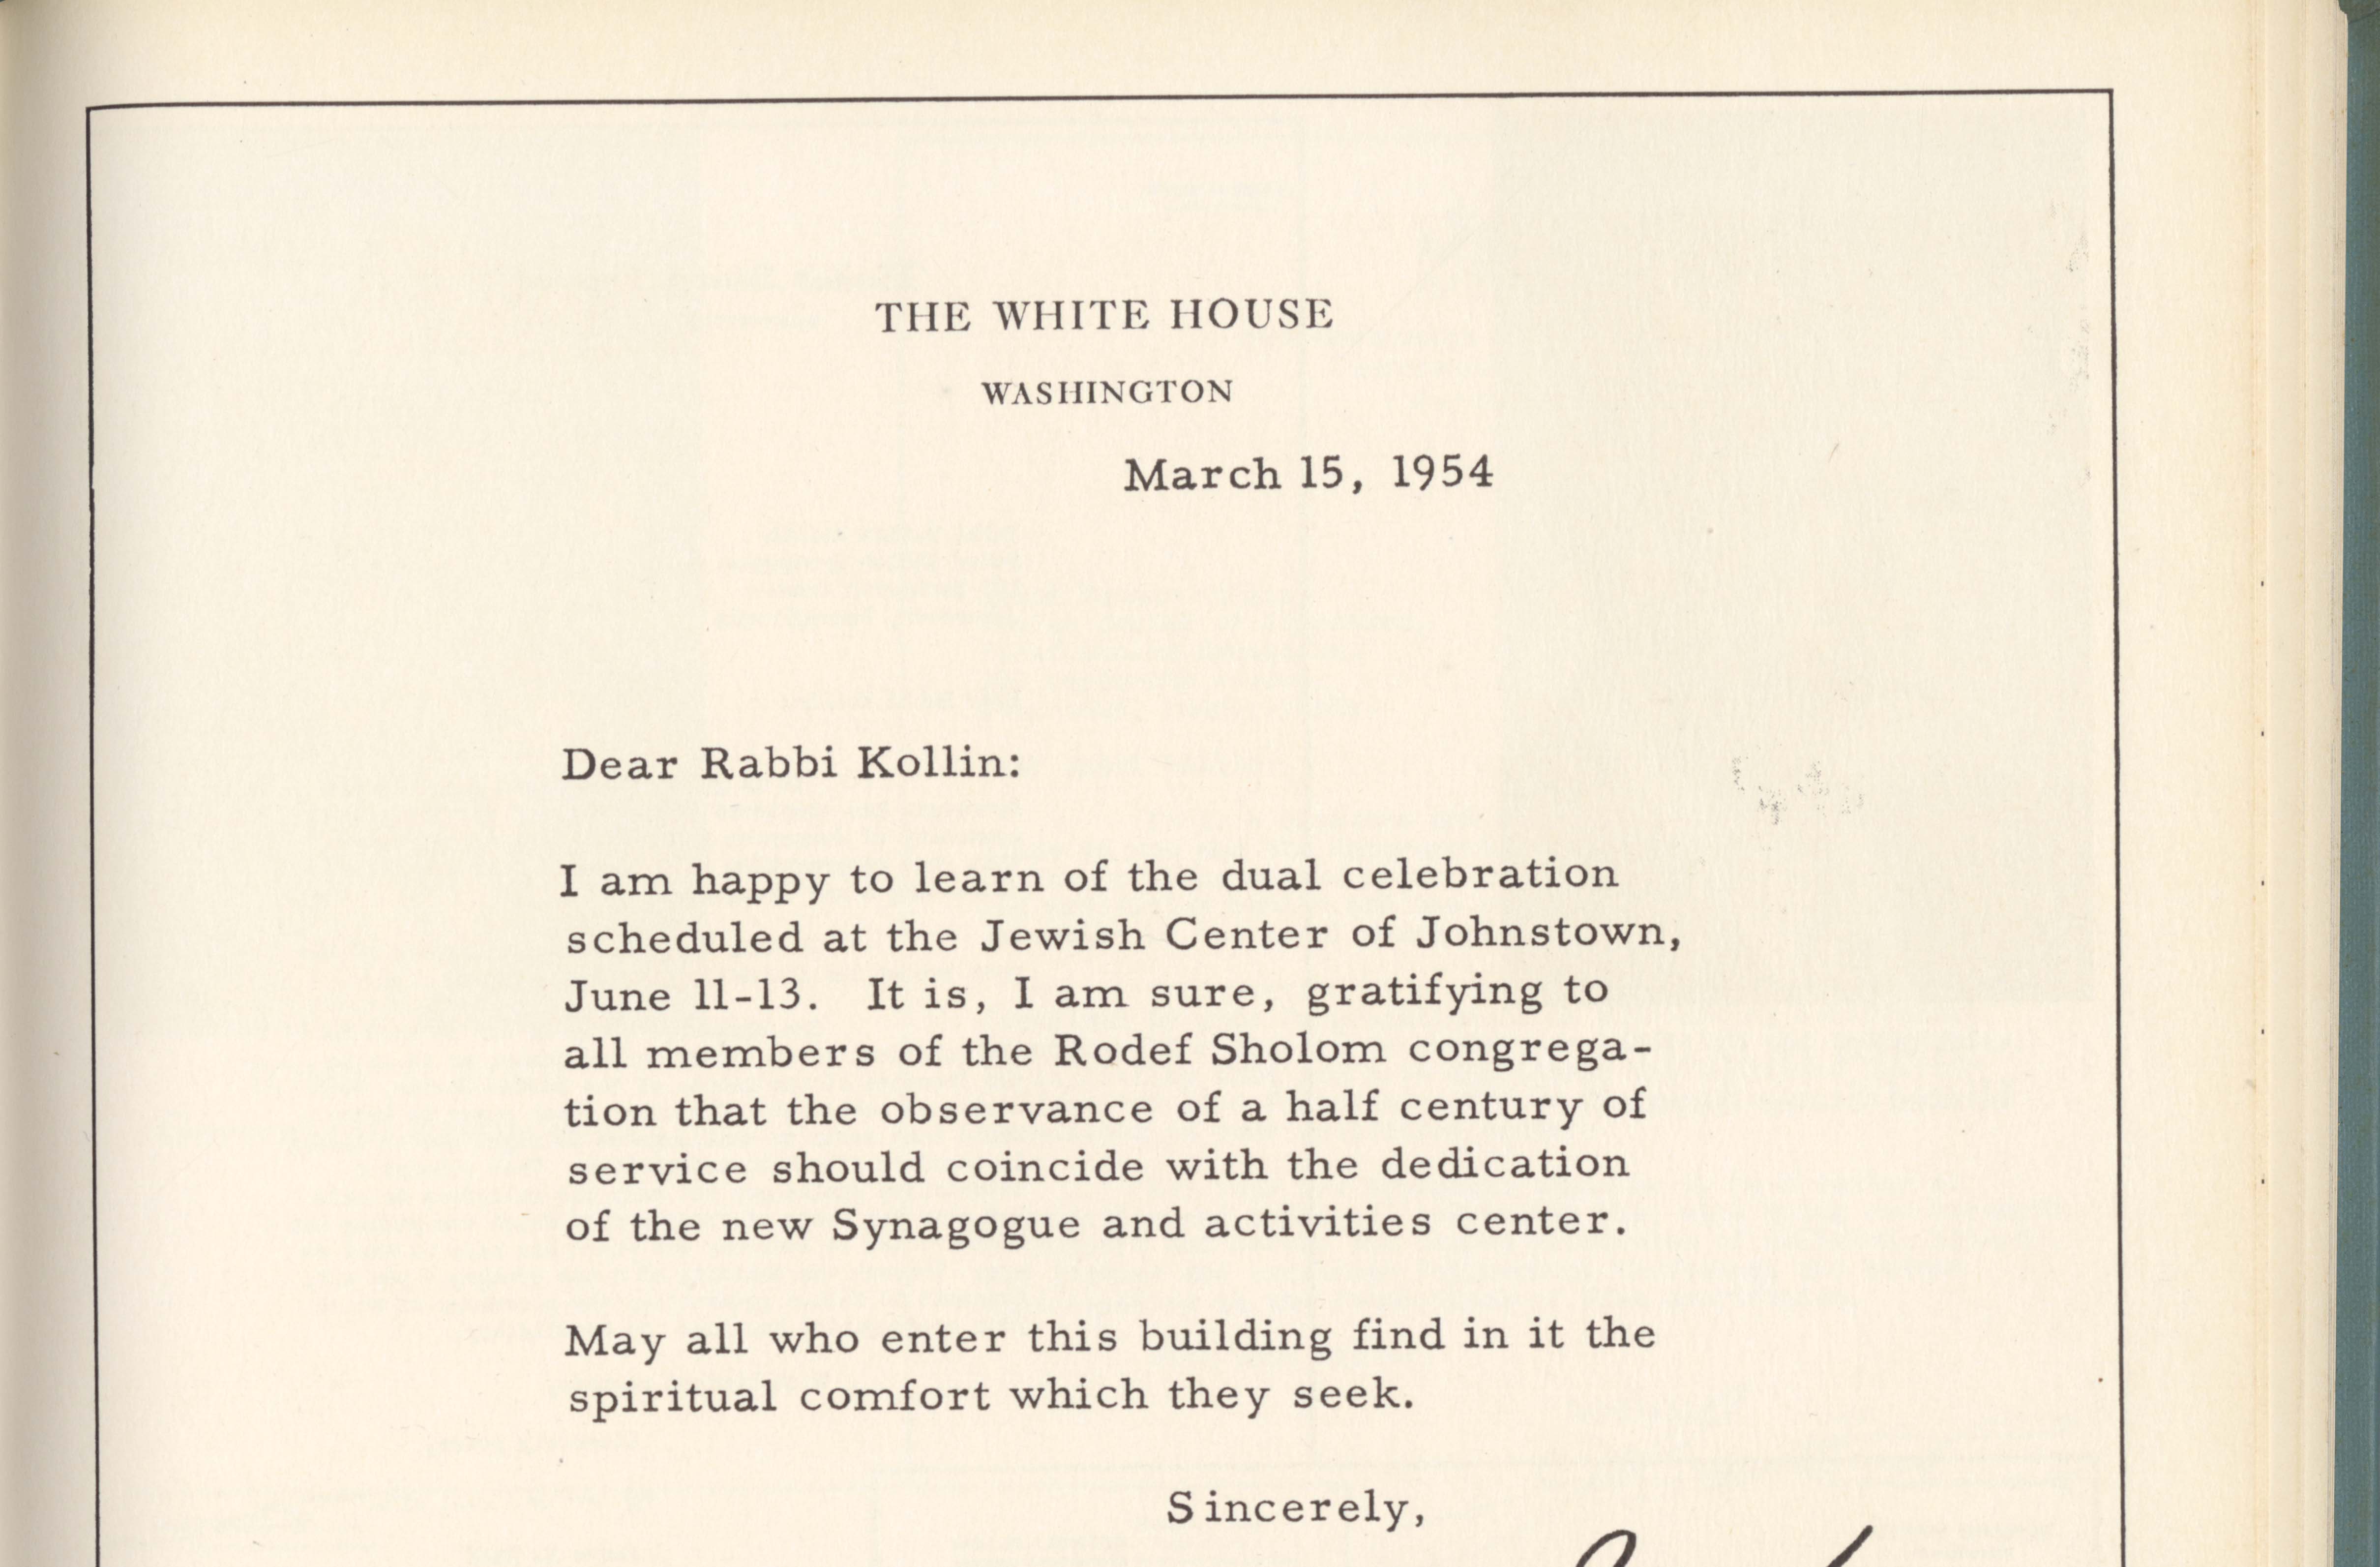 THE WHITE HOUSE
WASHINGTON
March 15, 1954
Dear Rabbi Kollin:
I am happy to learn of the dual celebration
scheduled at the Jewish Center of Johnstown,
June 11-13. It is, I am sure, gratifying to
all members of the Rodef Sholom congrega-
tion that the observance of a half century of
service should coincide with the dedication
of the new Synagogue and activities center.
May all who enter this building find in it the
spiritual comfort which they seek.
Sincerely,